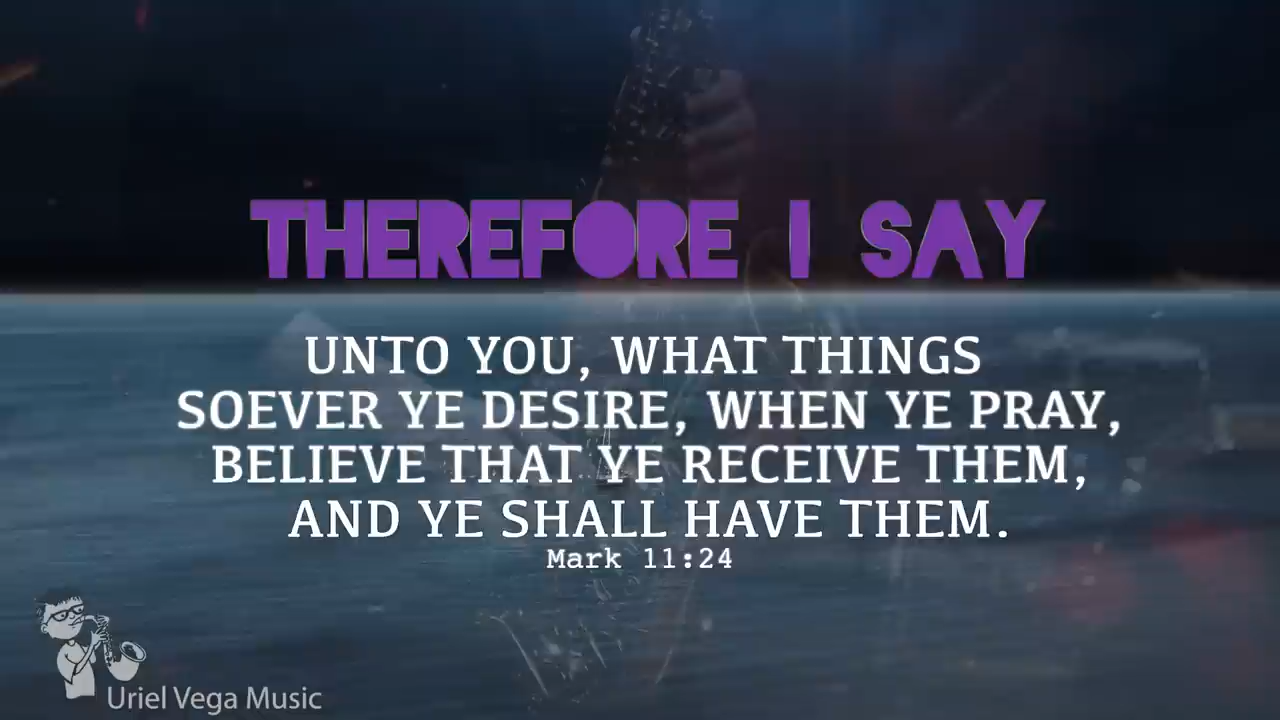 THEREFORE I SAY
UNTO YOU, WHAT THINGS
SOEVER YE DESIRE, WHEN YE PRAY,
BELIEVE THAT YE RECEIVE THEM,
AND YE SHALL HAVE THEM.
Mark 11:24
Uriel Vega Music